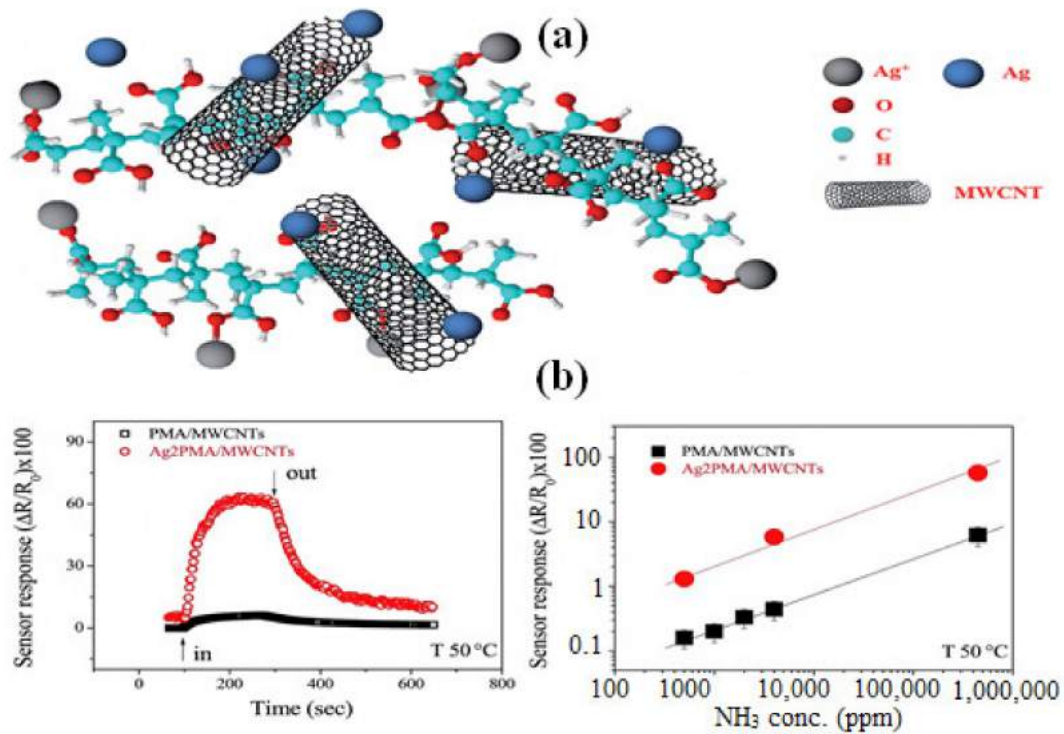 (a)
Ag⁺
Ag
O
C
H
MWCNT
(b)
Sensor response (ΔR/R₀)x100
90
60
30
0
PMA/MWCNTs
Ag2PMA/MWCNTs
out
in
T 50 °C
0
200
400
600
800
Time (sec)
Sensor response (ΔR/R₀)x100
100
10
1
0.1
PMA/MWCNTs
Ag2PMA/MWCNTs
T 50 °C
100
1000
10,000
100,000
1,000,000
NH₃ conc. (ppm)